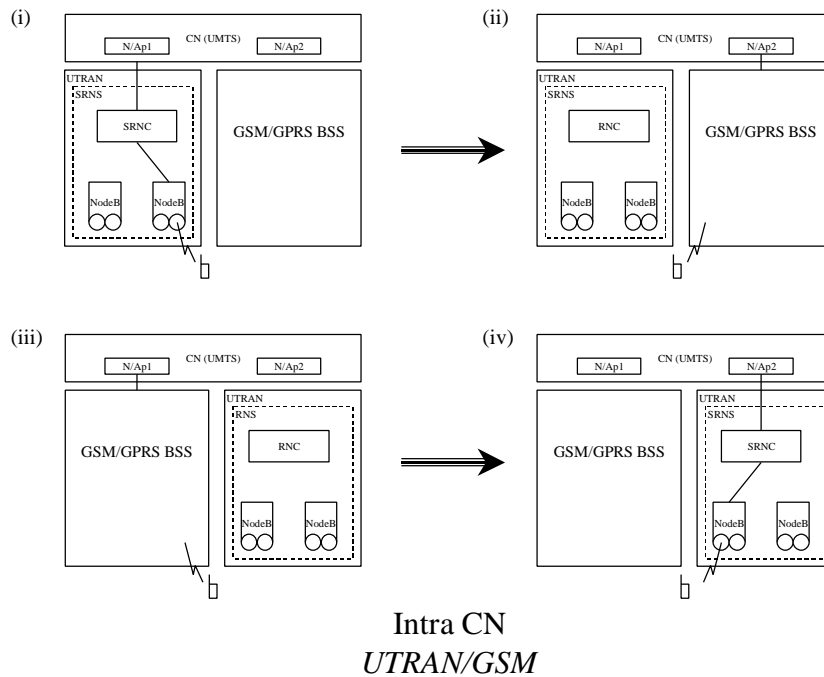 (i)
CN (UMTS)
N/Ap1
N/Ap2
UTRAN
SRNS
SRNC
NodeB
NodeB
GSM/GPRS BSS
(ii)
CN (UMTS)
N/Ap1
N/Ap2
UTRAN
SRNS
RNC
NodeB
NodeB
GSM/GPRS BSS
(iii)
CN (UMTS)
N/Ap1
N/Ap2
GSM/GPRS BSS
UTRAN
RNS
RNC
NodeB
NodeB
(iv)
CN (UMTS)
N/Ap1
N/Ap2
GSM/GPRS BSS
UTRAN
SRNS
SRNC
NodeB
NodeB
Intra CN
UTRAN/GSM